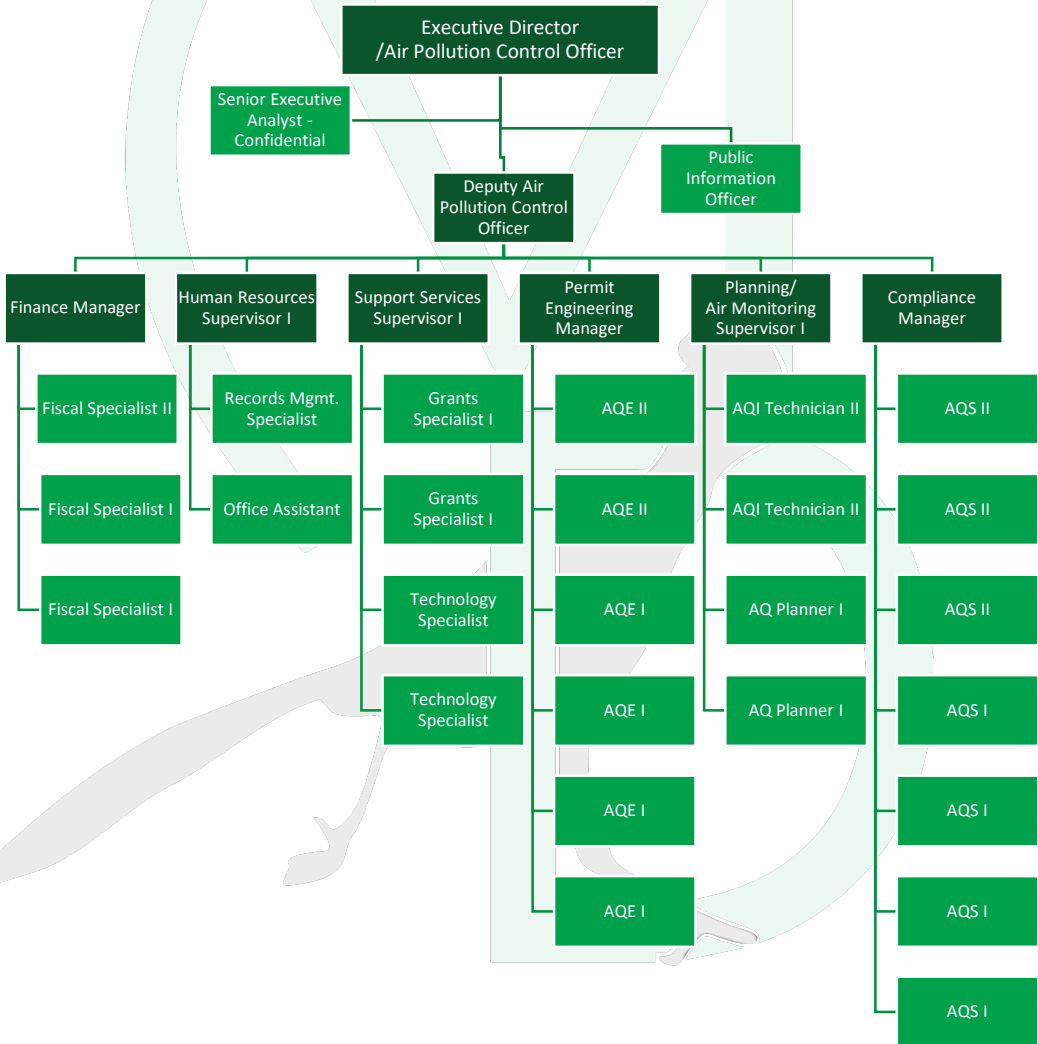 Executive Director
/Air Pollution Control Officer
Senior Executive
Analyst -
Confidential
Public
Information
Officer
Deputy Air
Pollution Control
Officer
Finance Manager
Fiscal Specialist II
Fiscal Specialist I
Fiscal Specialist I
Human Resources
Supervisor I
Records Mgmt.
Specialist
Office Assistant
Support Services
Supervisor I
Grants
Specialist I
Grants
Specialist I
Technology
Specialist
Technology
Specialist
Permit
Engineering
Manager
AQE II
AQE II
AQE I
AQE I
AQE I
AQE I
Planning/
Air Monitoring
Supervisor I
AQI Technician II
AQI Technician II
AQ Planner I
AQ Planner I
Compliance
Manager
AQS II
AQS II
AQS II
AQS I
AQS I
AQS I
AQS I